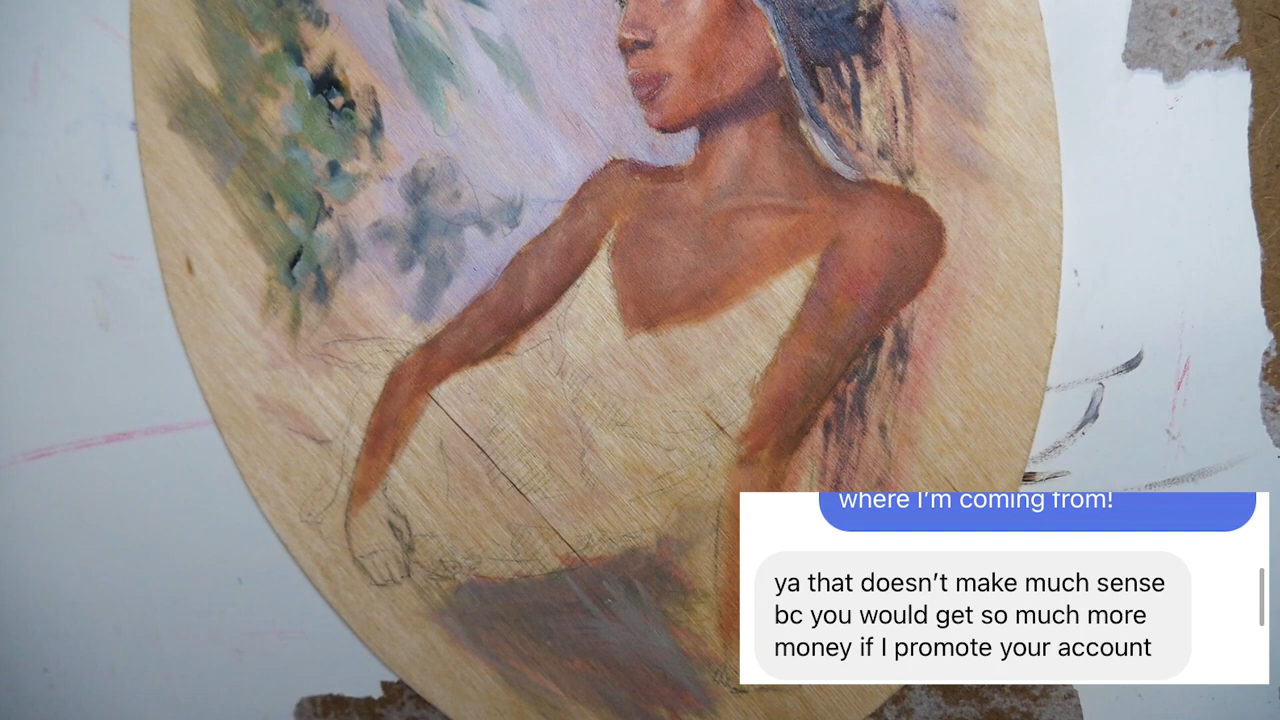 where I'm coming from!
ya that doesn't make much sense
bc you would get so much more
money if I promote your account